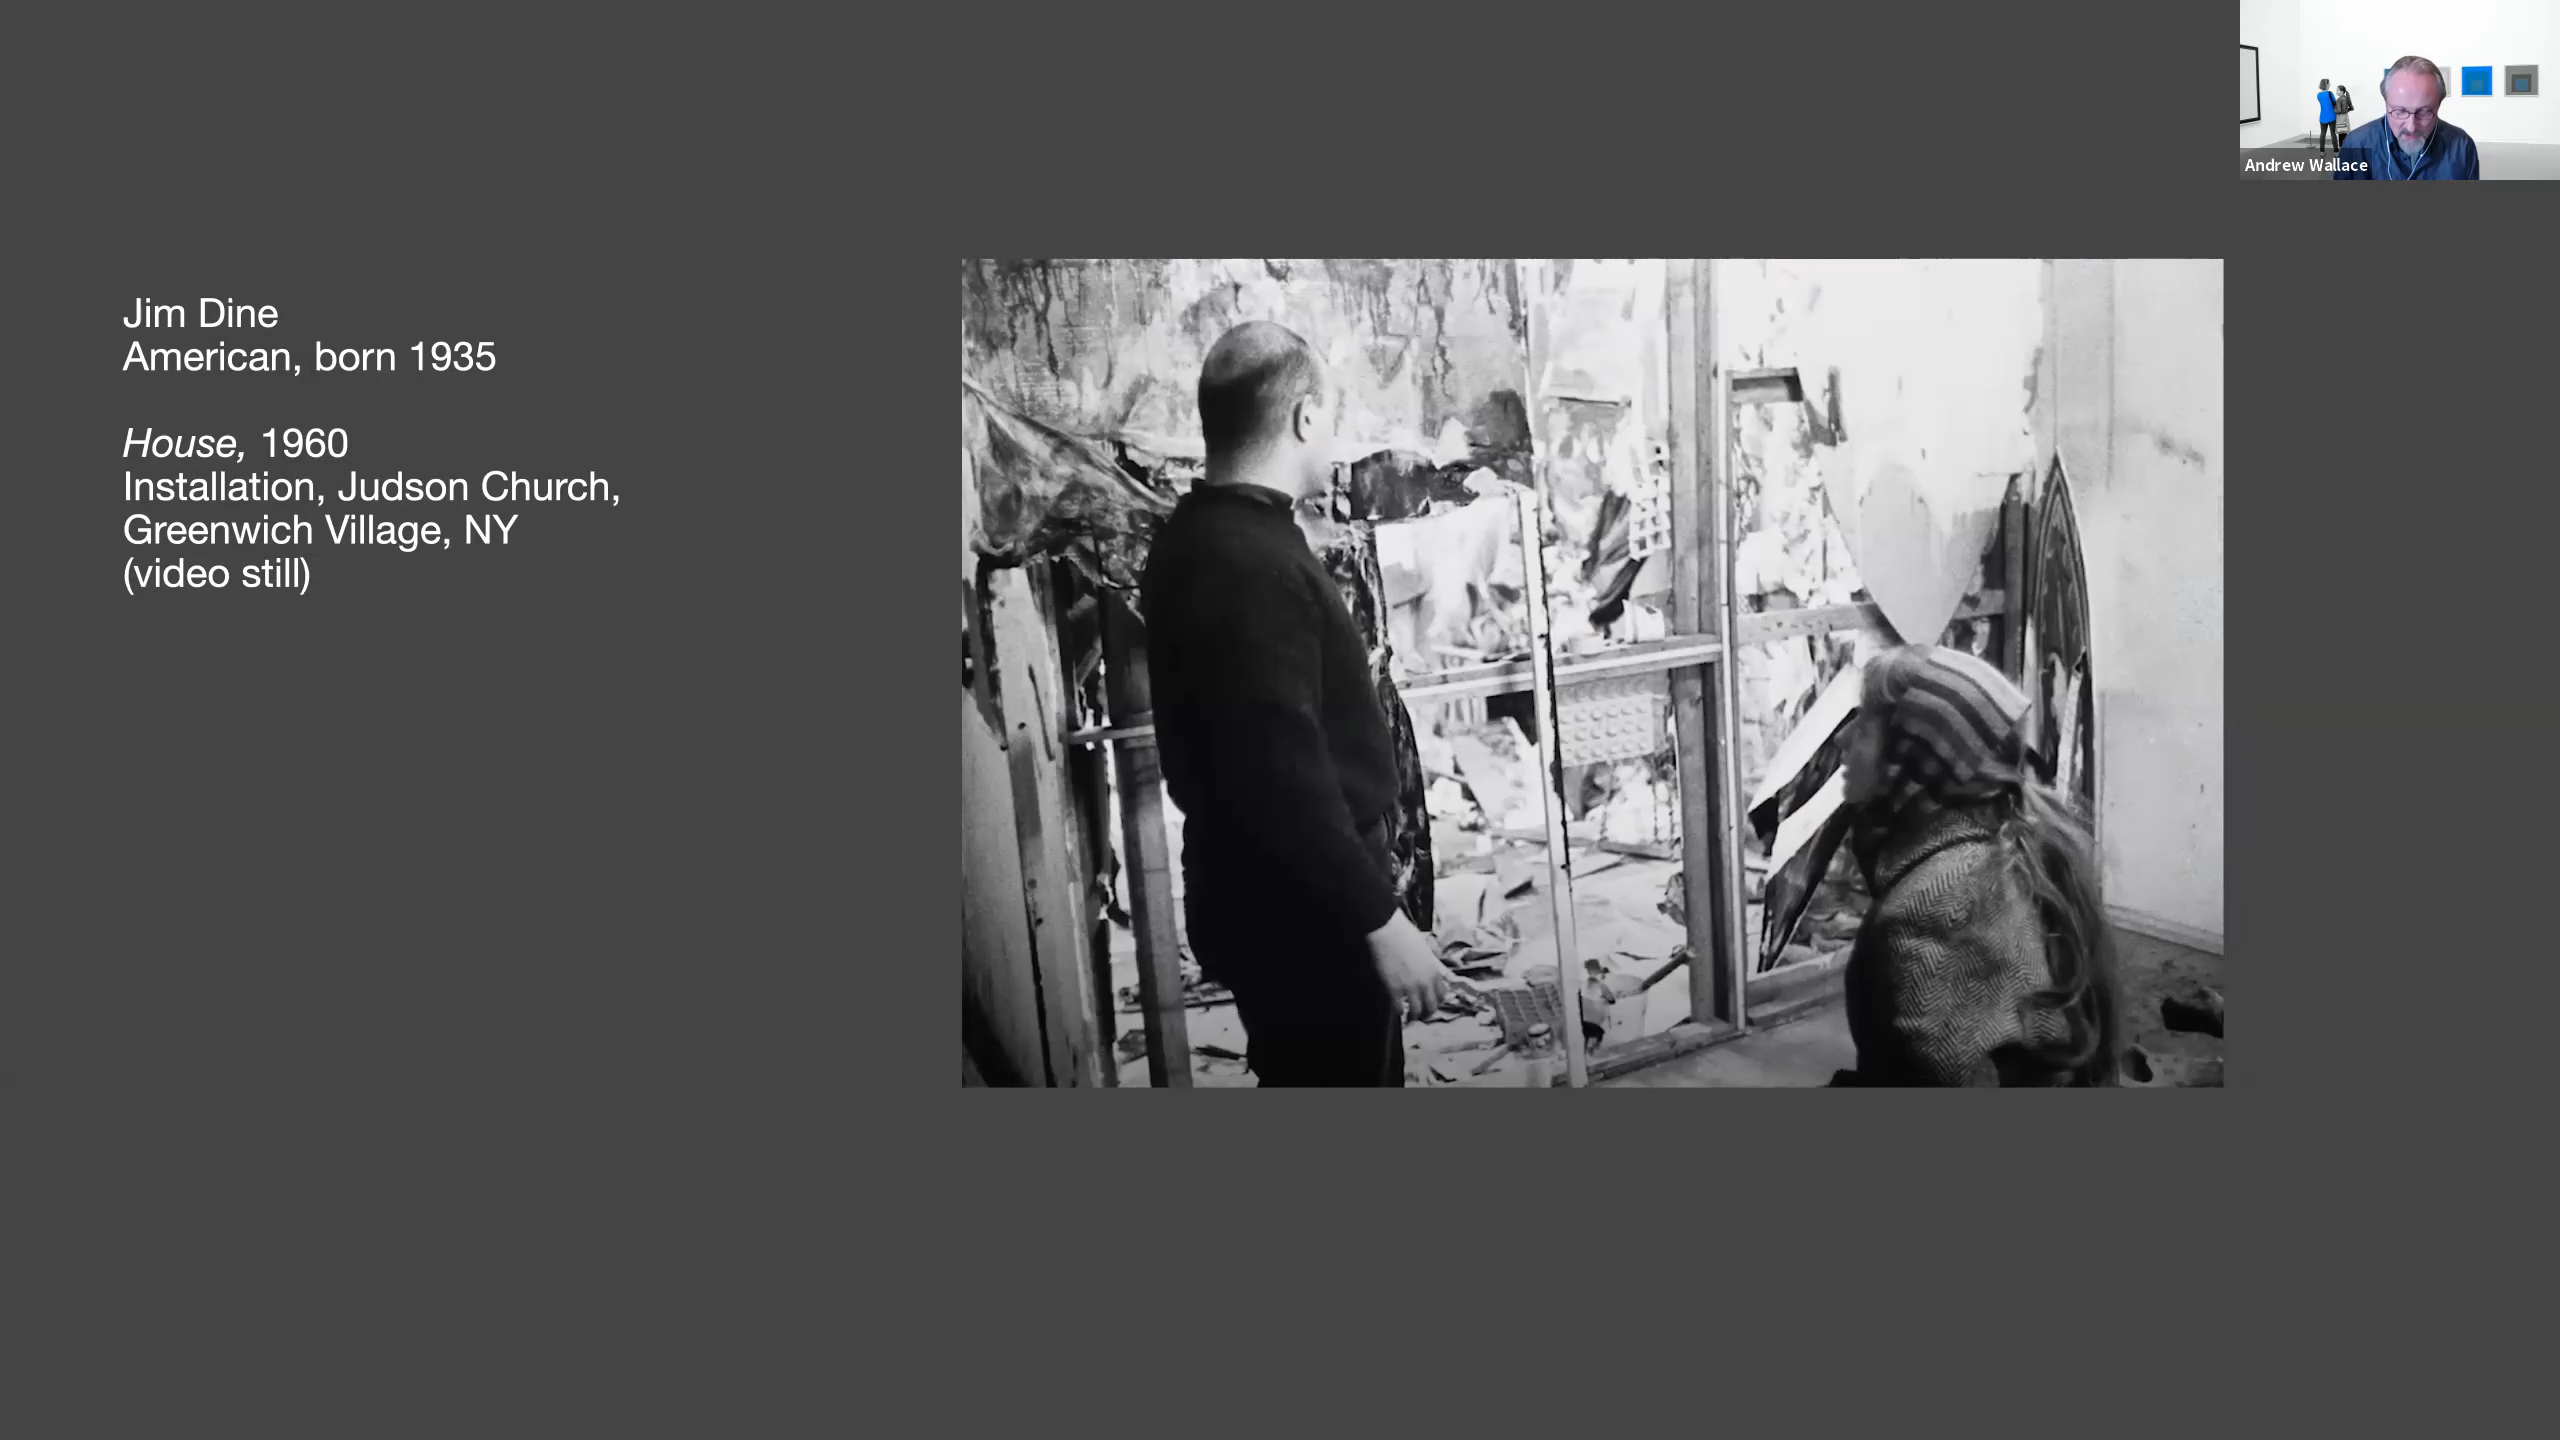 Jim Dine
American, born 1935
House, 1960
Installation, Judson Church,
Greenwich Village, NY
(video still)
Andrew Wallace